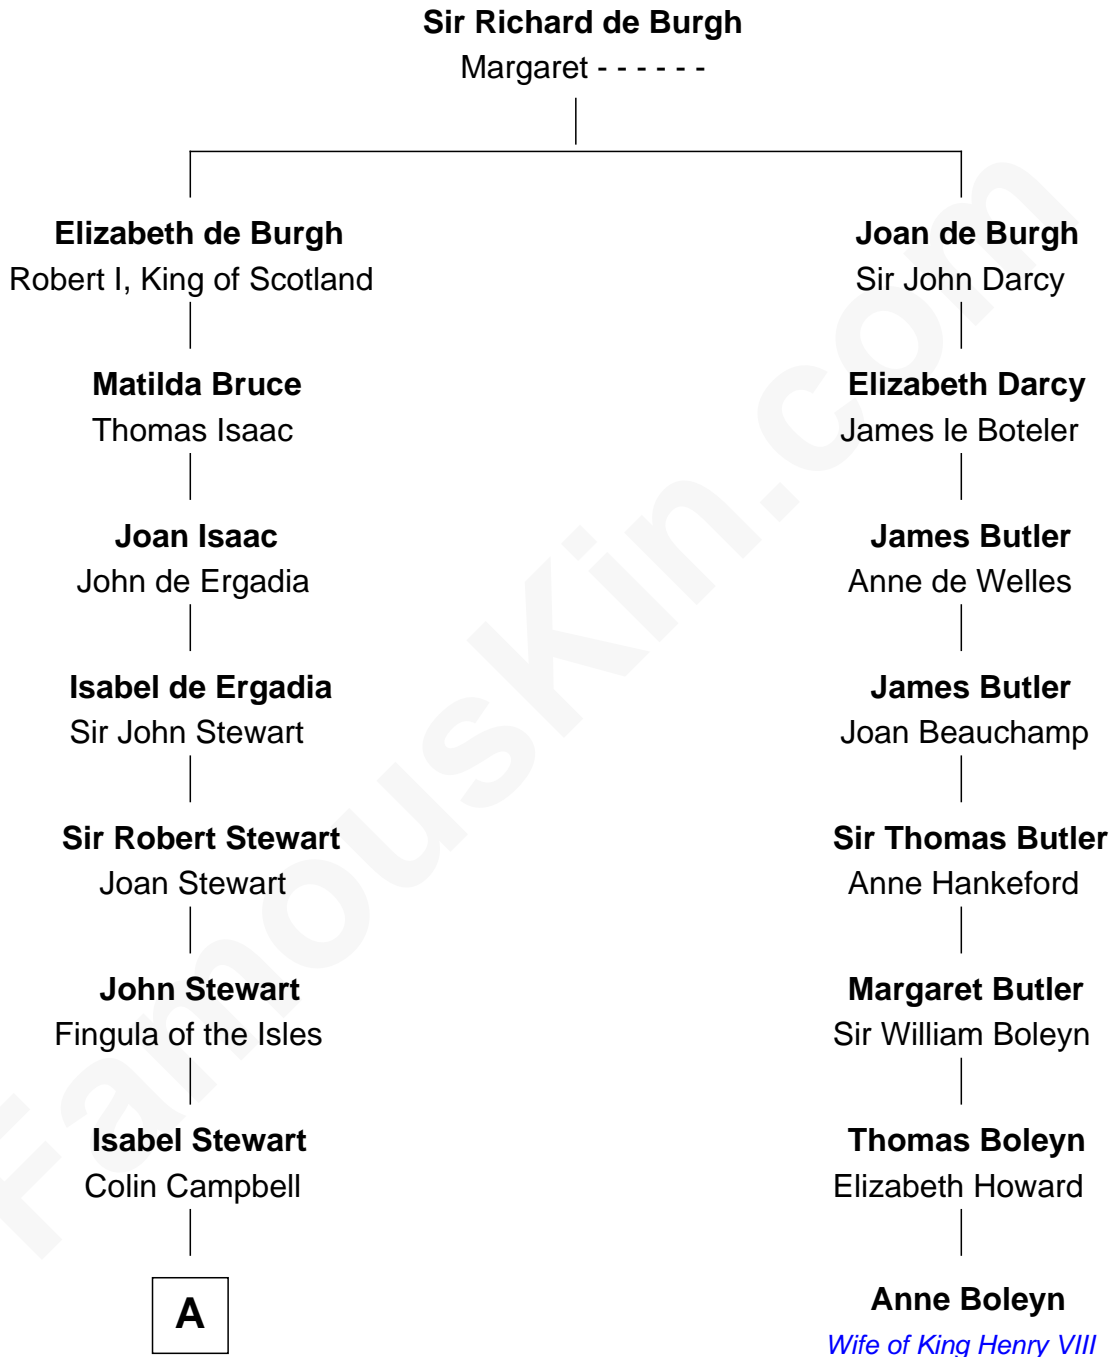 Sir Richard de Burgh
Margaret - - - - - -
Elizabeth de Burgh
Robert I, King of Scotland
Joan de Burgh
Sir John Darcy
Matilda Bruce
Thomas Isaac
Elizabeth Darcy
James le Boteler
Joan Isaac
John de Ergadia
James Butler
Anne de Welles
Isabel de Ergadia
Sir John Stewart
James Butler
Joan Beauchamp
Sir Robert Stewart
Joan Stewart
Sir Thomas Butler
Anne Hankeford
John Stewart
Fingula of the Isles
Margaret Butler
Sir William Boleyn
Isabel Stewart
Colin Campbell
Thomas Boleyn
Elizabeth Howard
A
Anne Boleyn
Wife of King Henry VIII
FamousKin.com